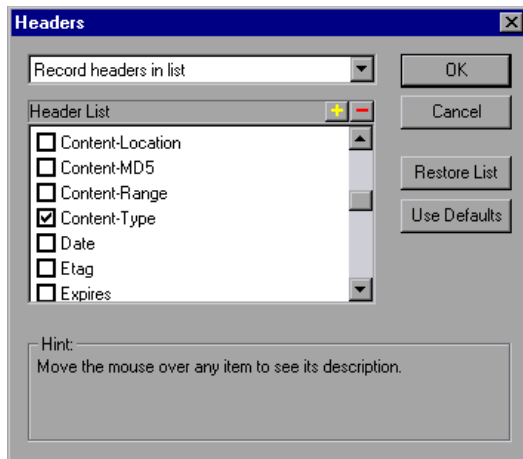 Headers
Record headers in list
OK
Header List
Cancel
Content-Location
Content-MD5
Content-Range
Content-Type
Date
Etag
Expires
Restore List
Use Defaults
Hint:
Move the mouse over any item to see its description.